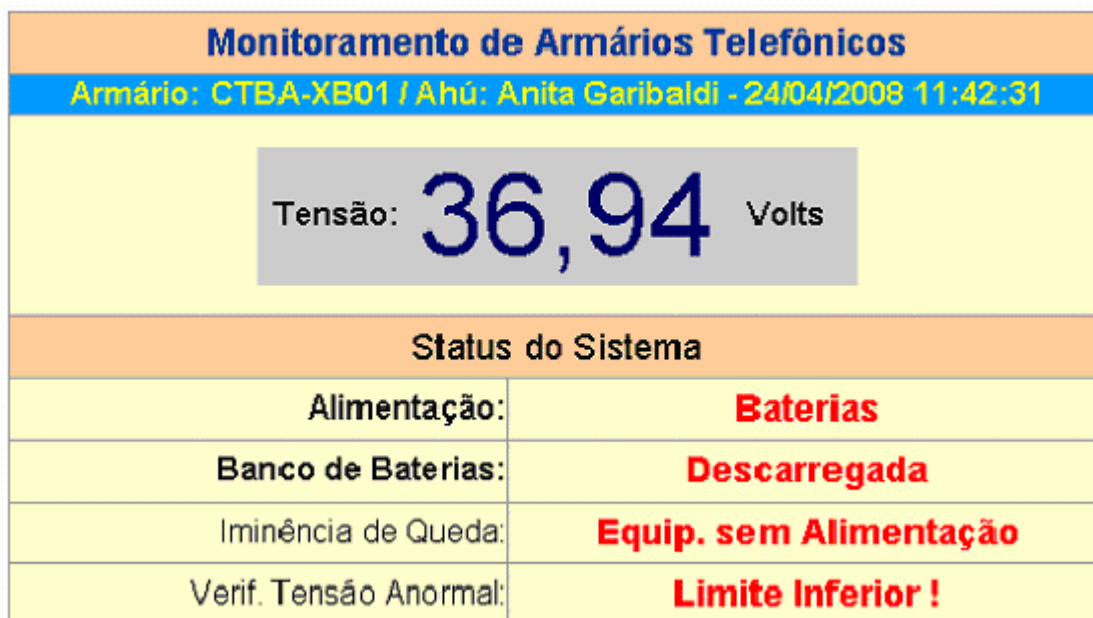 Monitoramento de Armários Telefônicos
Armário: CTBA-XB01 / Ahú: Anita Garibaldi - 24/04/2008 11:42:31
Tensão: 36,94 Volts
Status do Sistema
Alimentação: Baterias
Banco de Baterias: Descarregada
Iminência de Queda: Equip. sem Alimentação
Verif. Tensão Anormal: Limite Inferior !